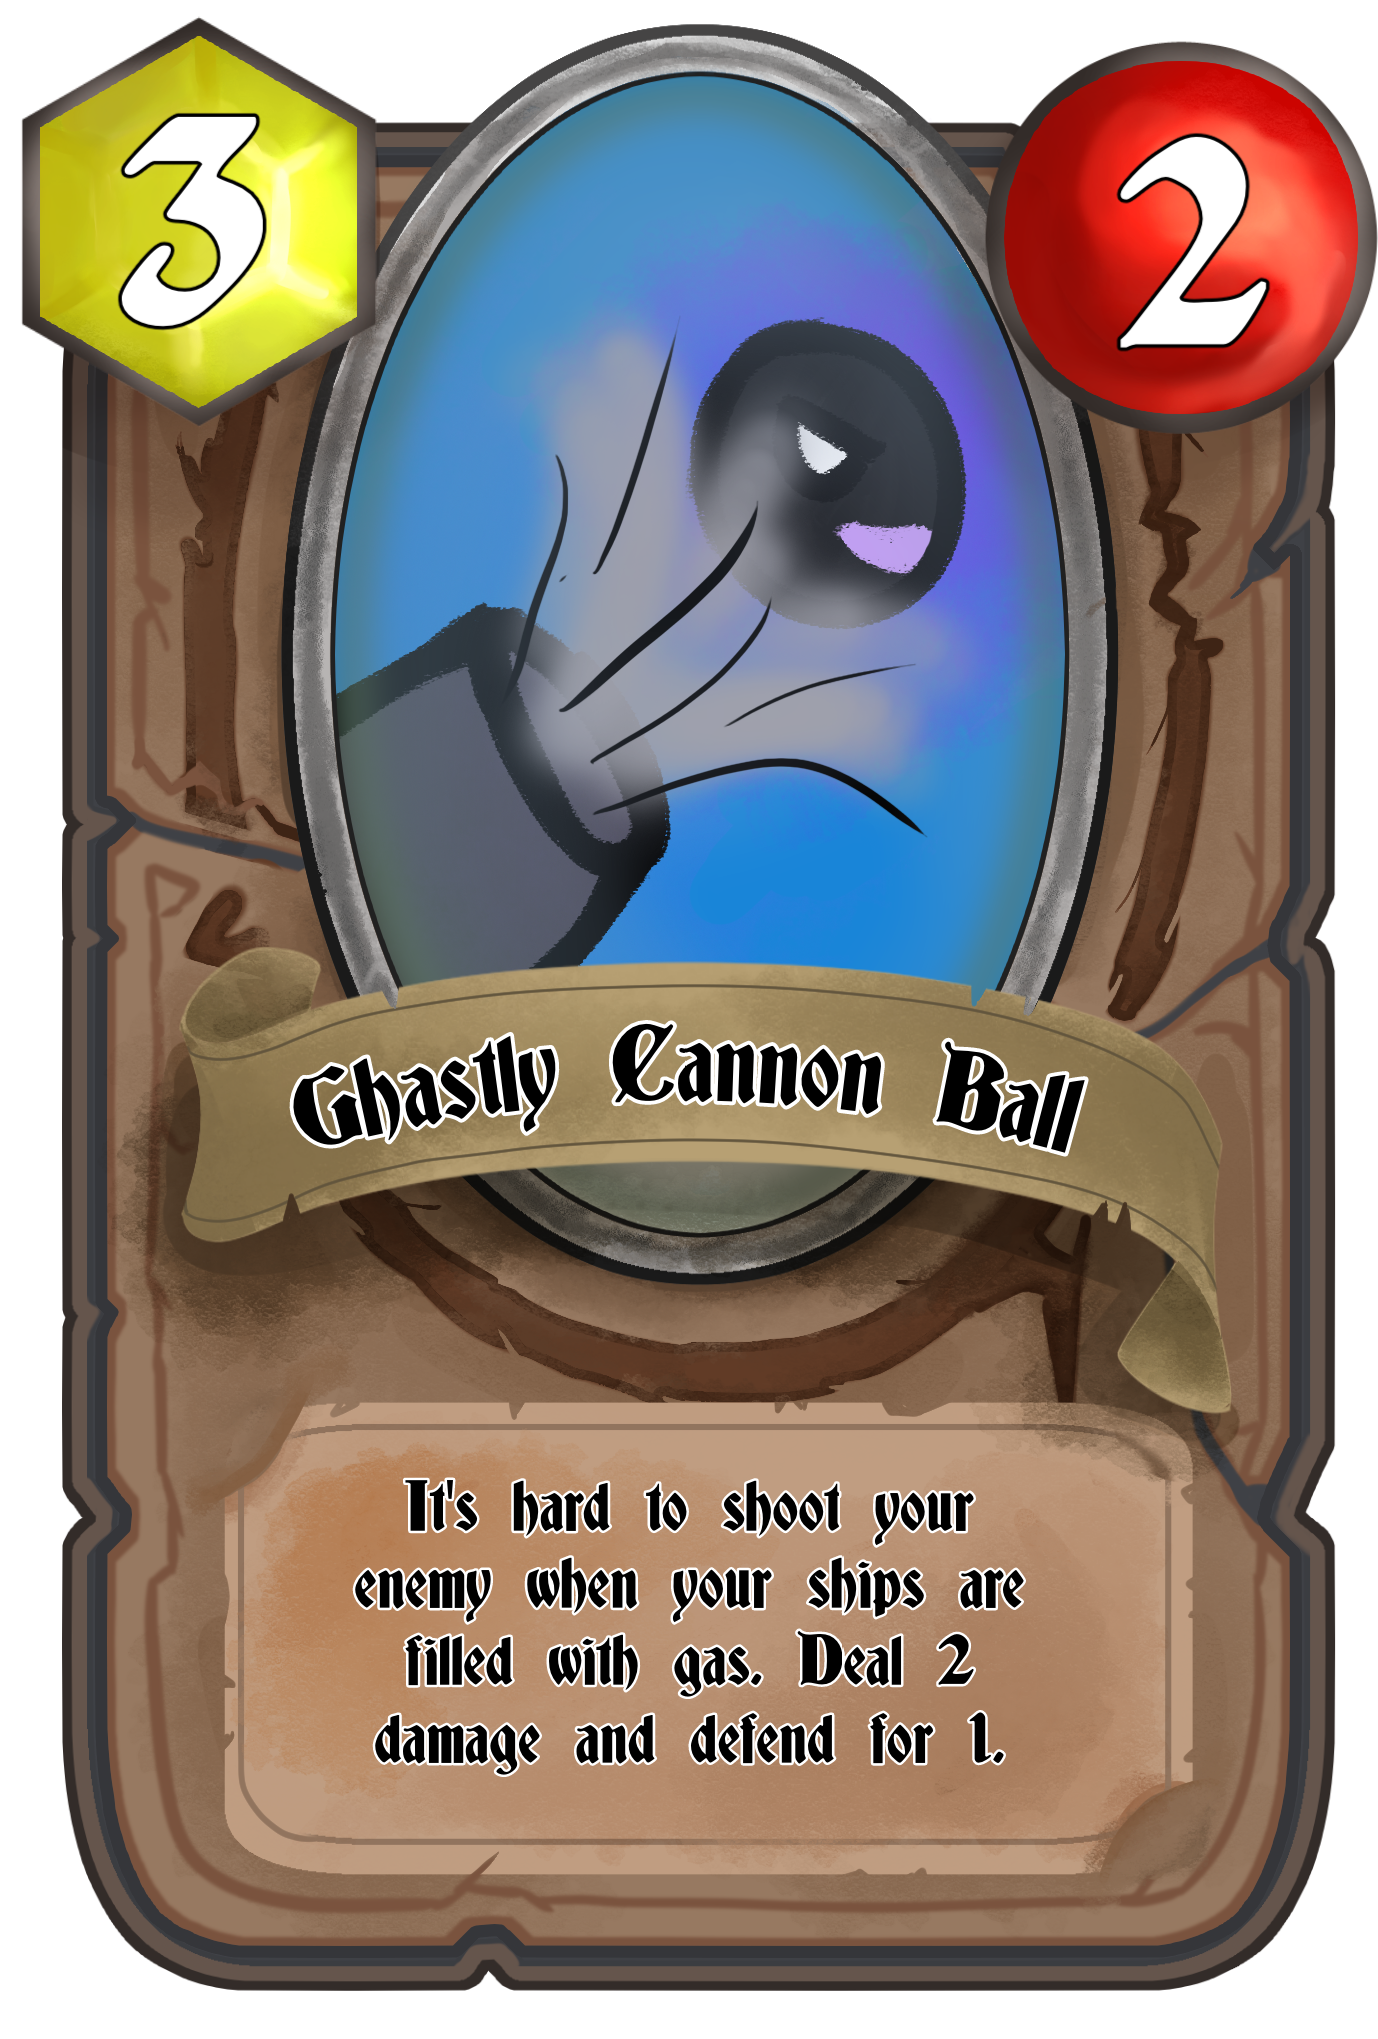 3
2
Ghastly Cannon Ball
It's hard to shoot your
enemy when your ships are
filled with gas. Deal 2
damage and defend for 1.